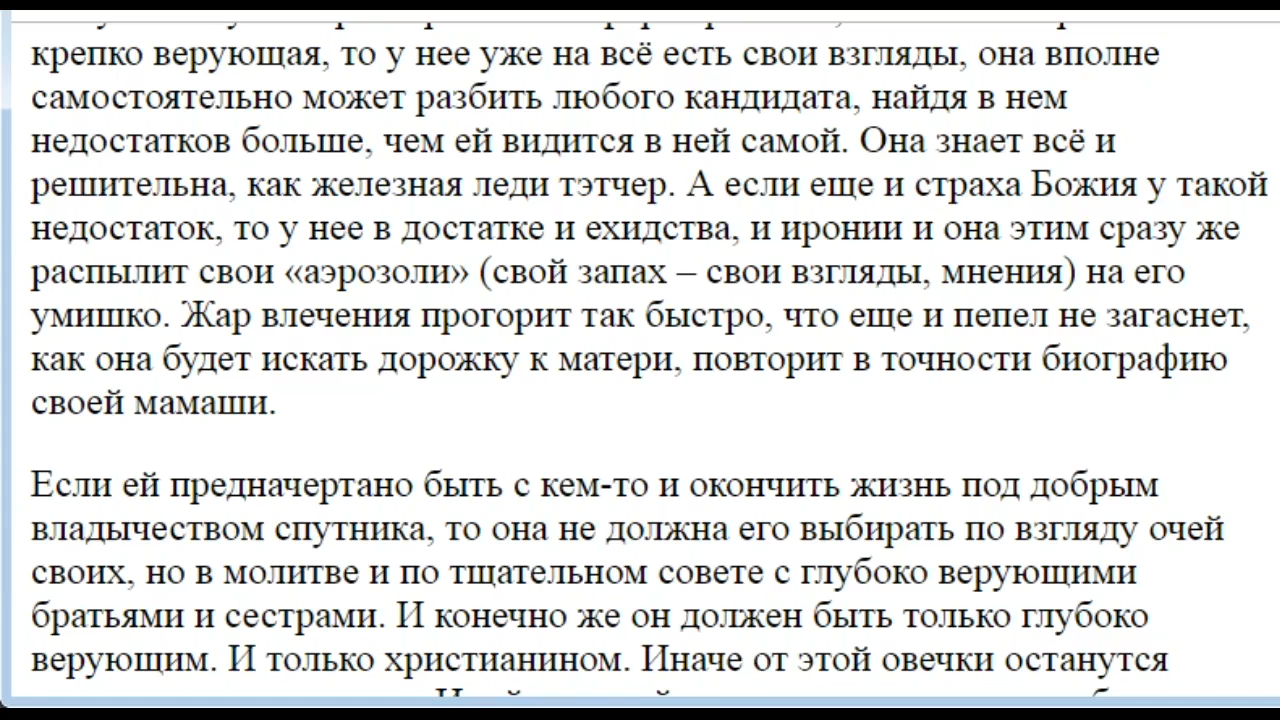 крепко верующая, то у нее уже на всё есть свои взгляды, она вполне
самостоятельно может разбить любого кандидата, найдя в нем
недостатков больше, чем ей видится в ней самой. Она знает всё и
решительна, как железная леди тэтчер. А если еще и страха Божия у такой
недостаток, то у нее в достатке и ехидства, и иронии и она этим сразу же
распылит свои «аэрозоли» (свой запах – свои взгляды, мнения) на его
умишко. Жар влечения прогорит так быстро, что еще и пепел не загаснет,
как она будет искать дорожку к матери, повторит в точности биографию
своей мамаши.
Если ей предначертано быть с кем-то и окончить жизнь под добрым
владычеством спутника, то она не должна его выбирать по взгляду очей
своих, но в молитве и по тщательном совете с глубоко верующими
братьями и сестрами. И конечно же он должен быть только глубоко
верующим. И только христианином. Иначе от этой овечки останутся